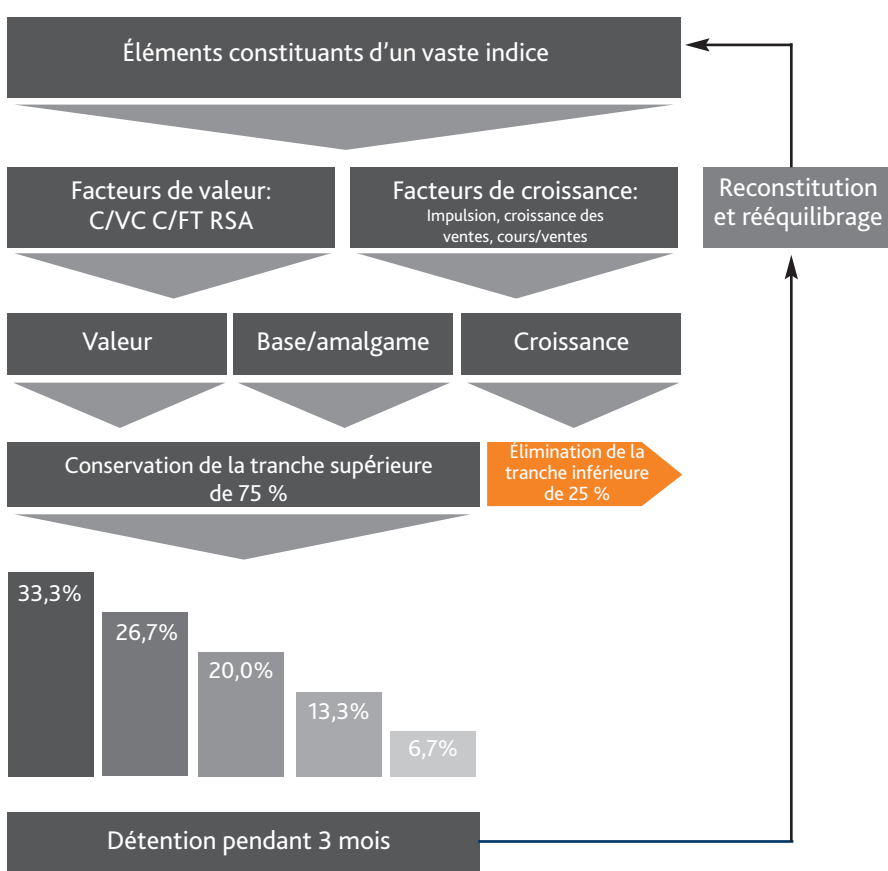 Éléments constituants d'un vaste indice
Facteurs de valeur:
C/VC C/FT RSA
Facteurs de croissance:
Impulsion, croissance des
ventes, cours/ventes
Reconstitution
et rééquilibrage
Valeur
Base/amalgame
Croissance
Conservation de la tranche supérieure
de 75 %
Élimination de la
tranche inférieure
de 25 %
33,3%
26,7%
20,0%
13,3%
6,7%
Détention pendant 3 mois